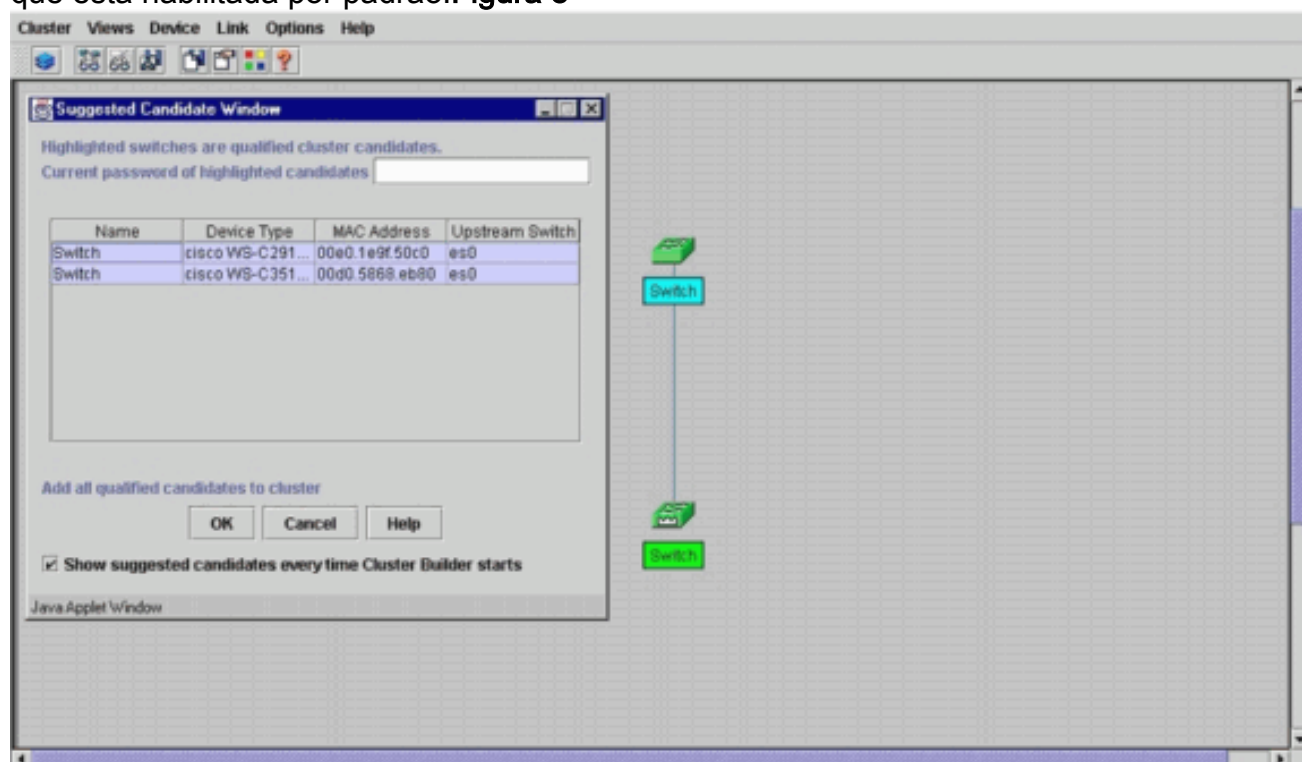 que está habilitada por padrão.Figura 6
Cluster Views Device Link Options Help
Suggested Candidate Window
Highlighted switches are qualified cluster candidates.
Current password of highlighted candidates
Name Device Type MAC Address Upstream Switch
Switch cisco WS-C291... 00e0.1e9f.50c0 es0
Switch cisco WS-C351... 00d0.5868.eb80 es0
Add all qualified candidates to cluster
OK Cancel Help
Show suggested candidates every time Cluster Builder starts
Java Applet Window
Switch
Switch